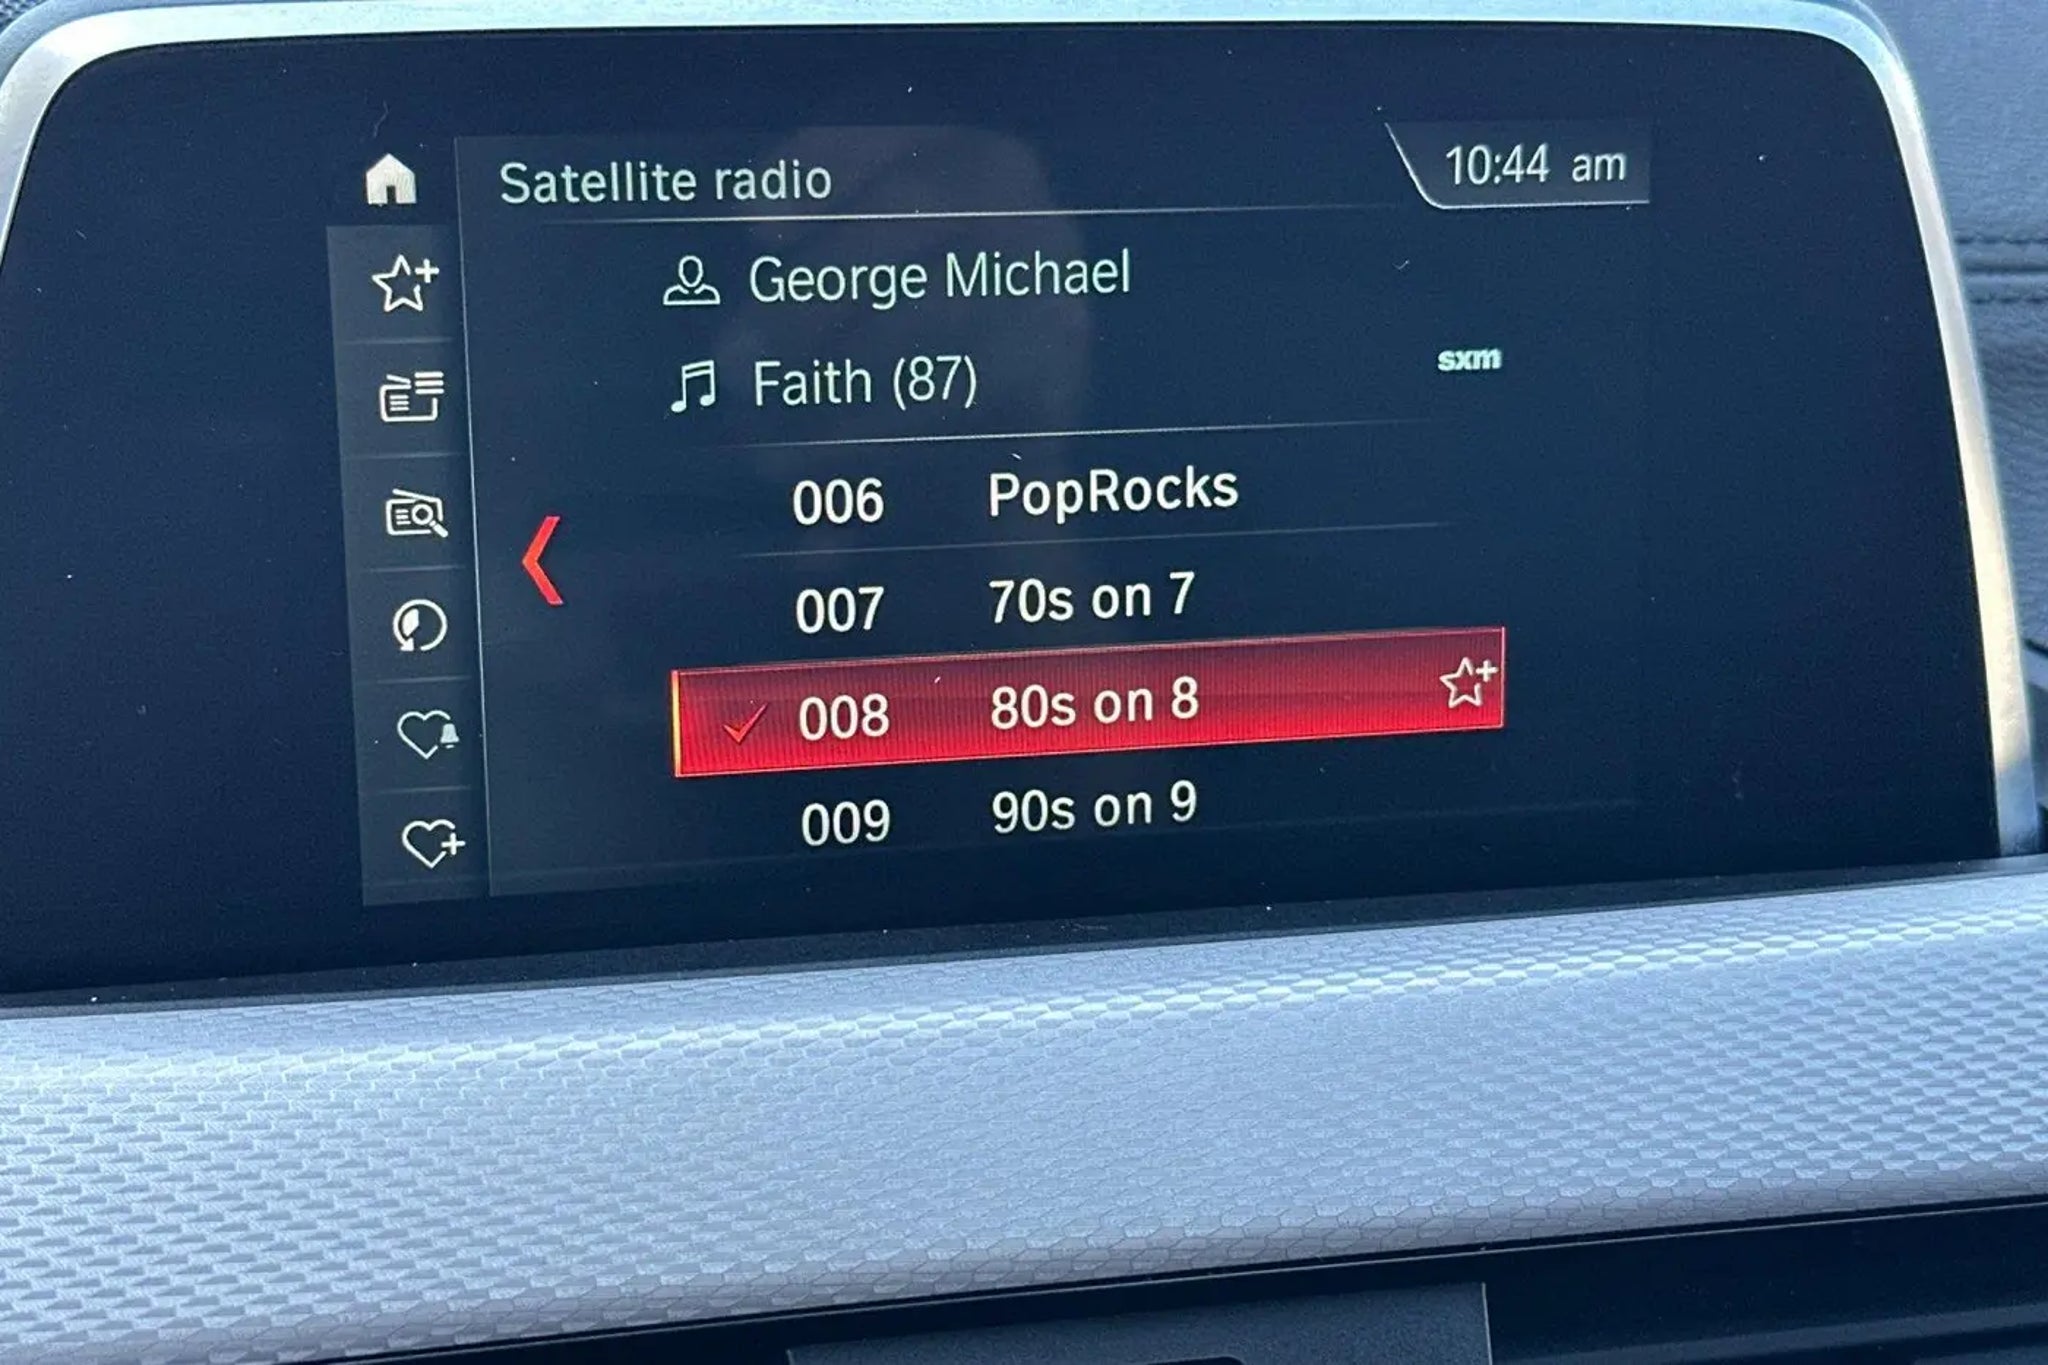 Satellite radio
10:44 am
George Michael
Faith (87)
sxm
006 PopRocks
007 70s on 7
008 80s on 8
009 90s on 9